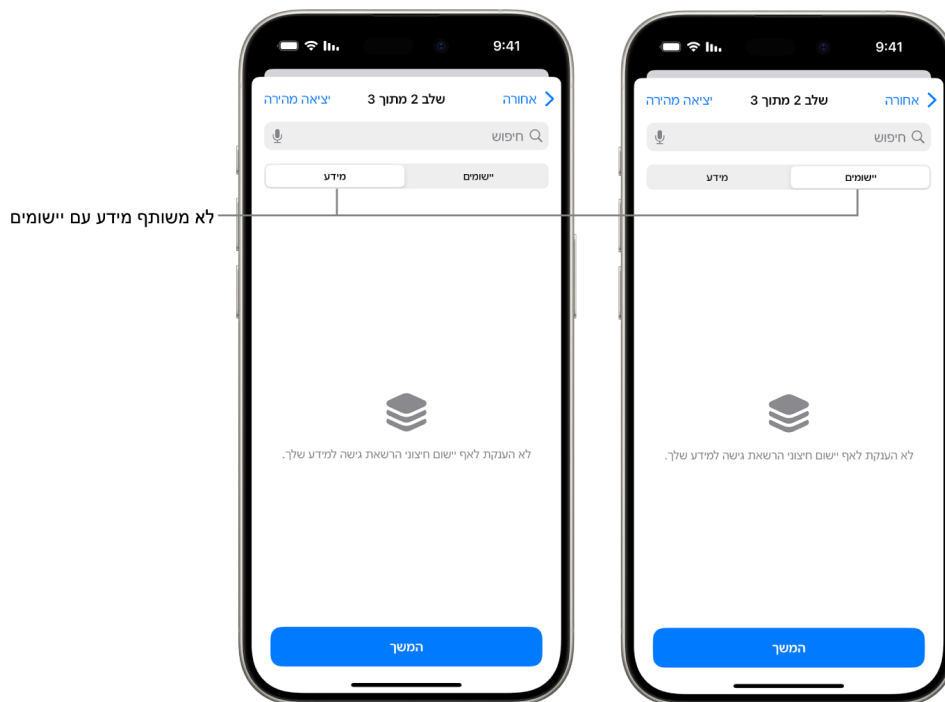 9:41
אחורה
שלב 2 מתוך 3
יציאה מהירה
חיפוש
יישומים
מידע
לא הענקת לאף יישום חיצוני הרשאת גישה למידע שלך.
המשך
9:41
אחורה
שלב 2 מתוך 3
יציאה מהירה
חיפוש
יישומים
מידע
לא הענקת לאף יישום חיצוני הרשאת גישה למידע שלך.
המשך
לא משותף מידע עם יישומים